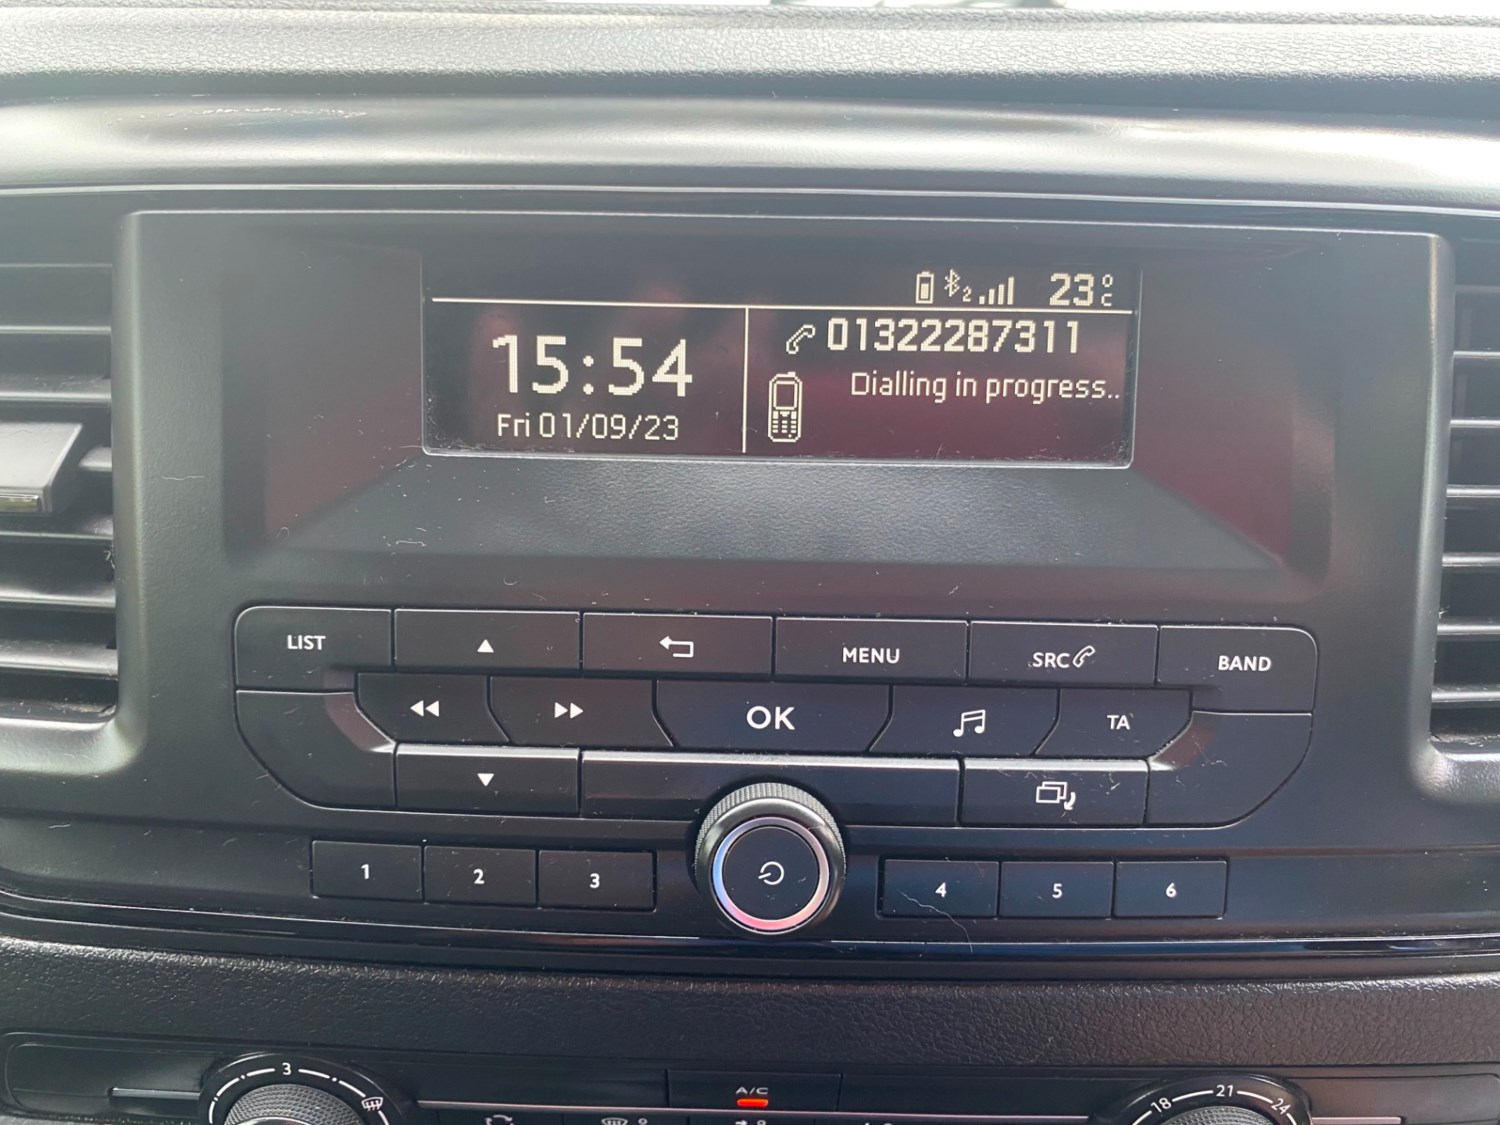 2 23°C
15:54
Fri 01/09/23
01322287311
Dialling in progress..
LIST
MENU
SRC
BAND
OK
TA
1
2
3
4
5
6
3
A/C
18
21
24